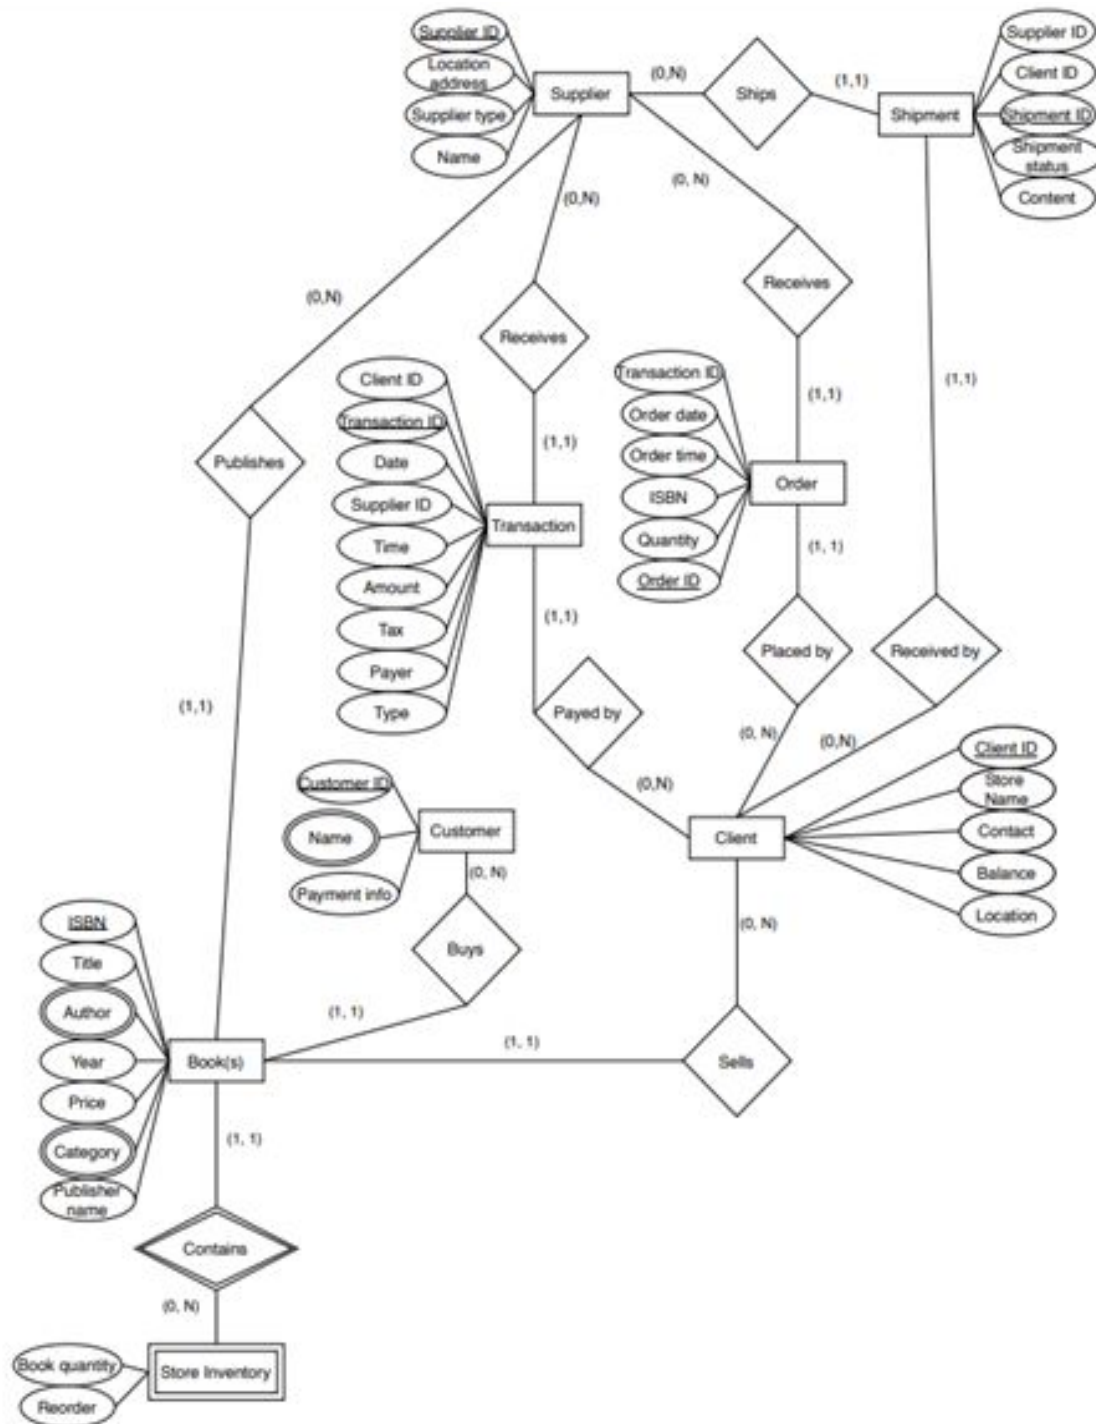 Supplier ID
Location
address
Supplier type
Name
Supplier
(0,N)
Ships
(1,1)
Shipment
Supplier ID
Client ID
Shipment ID
Shipment
status
Content
(0,N)
(0, N)
(0,N)
Receives
Receives
Client ID
Transaction ID
Date
Supplier ID
Time
Amount
Tax
Payer
Type
(1,1)
Transaction
(1,1)
Transaction ID
Order date
Order time
ISBN
Quantity
Order ID
(1,1)
Order
(1, 1)
(1,1)
Publishes
(1,1)
Payed by
(0,N)
Placed by
(0, N)
Received by
(0,N)
Customer ID
Name
Payment info
Customer
(0, N)
Buys
(1, 1)
Client
Client ID
Store
Name
Contact
Balance
Location
(0, N)
Sells
(1, 1)
ISBN
Title
Author
Year
Price
Category
Publisher
name
Book(s)
(1, 1)
Contains
(0, N)
Book quantity
Reorder
Store Inventory